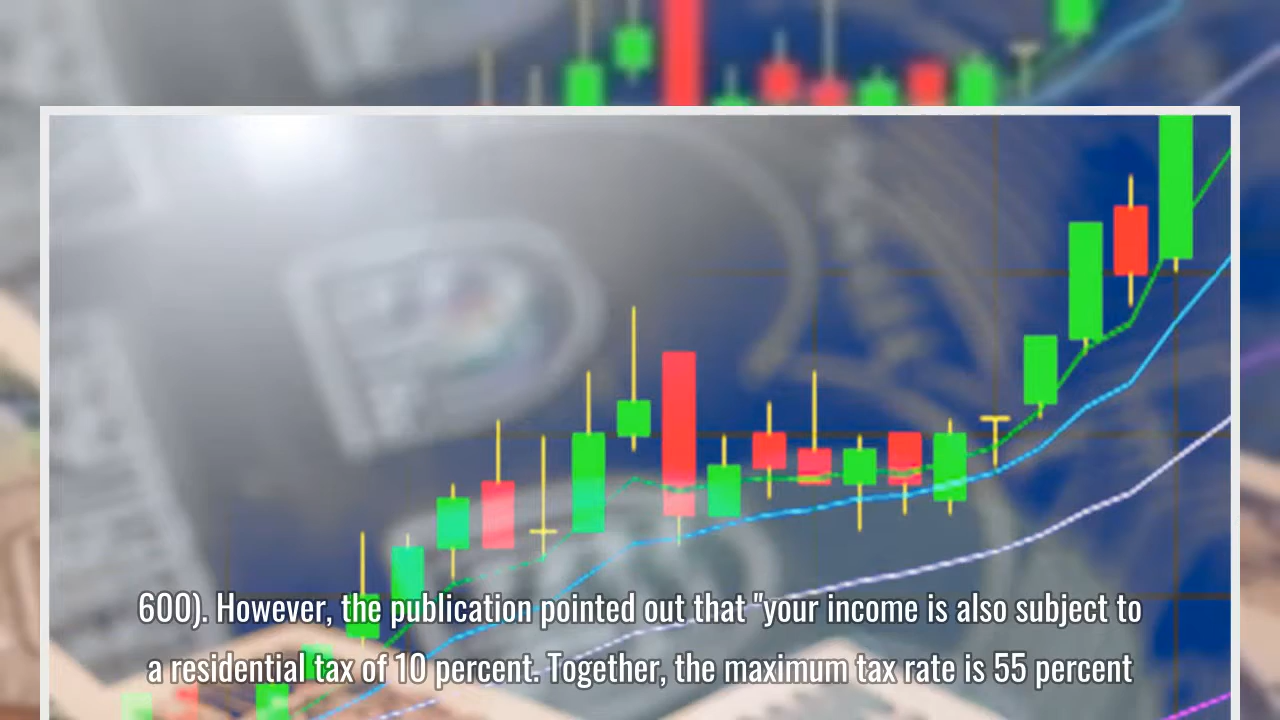 600). However, the publication pointed out that "your income is also subject to
a residential tax of 10 percent. Together, the maximum tax rate is 55 percent